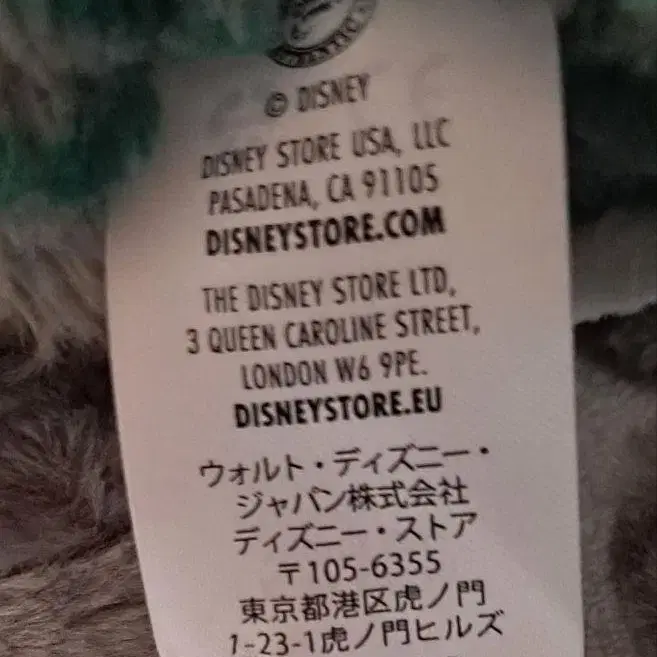 © DISNEY
DISNEY STORE USA, LLC
PASADENA, CA 91105
DISNEYSTORE.COM
THE DISNEY STORE LTD,
3 QUEEN CAROLINE STREET,
LONDON W6 9PE.
DISNEYSTORE.EU
ウォルト・ディズニー・
ジャパン株式会社
ディズニー・ストア
〒105-6355
東京都港区虎ノ門
1-23-1虎ノ門ヒルズ